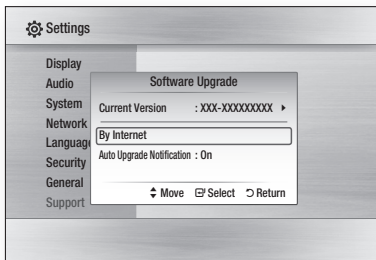 Settings
Display
Audio
System
Network
Language
Security
General
Support
Software Upgrade
Current Version : XXX-XXXXXXXXX
By Internet
Auto Upgrade Notification : On
Move Select Return